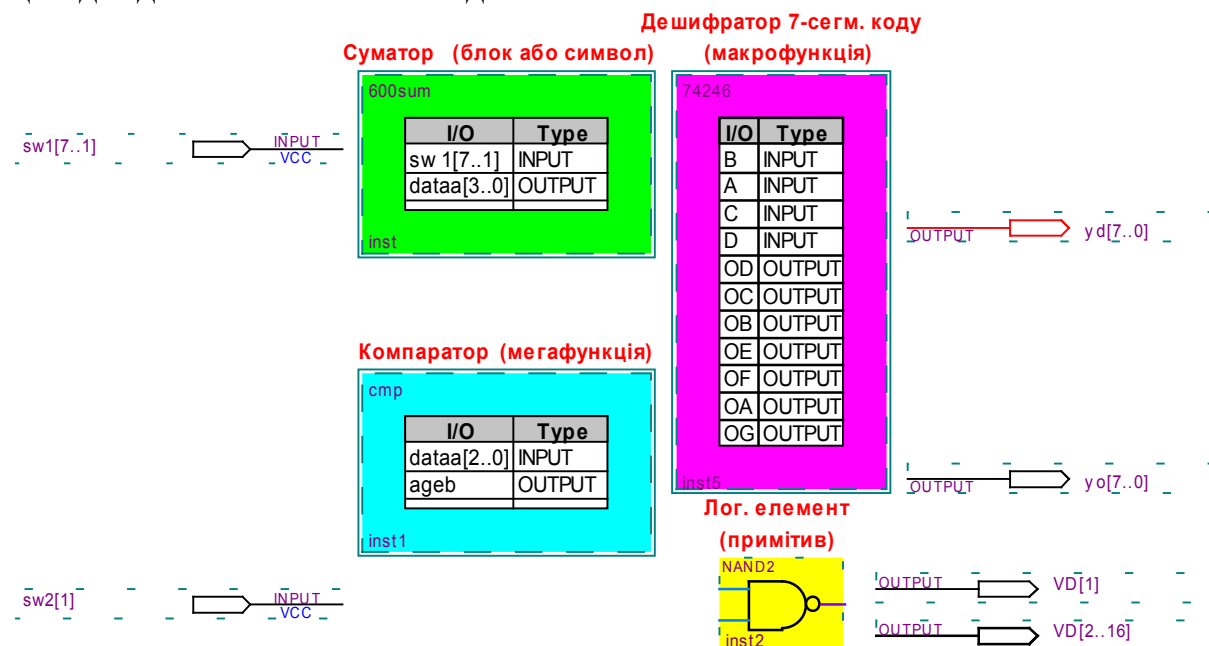 Дешифратор 7-сегм. коду
(макрофункція)
Суматор (блок або символ)
600sum
I/O Type
sw 1[7..1] INPUT
dataa[3..0] OUTPUT
inst
74246
I/O Type
B INPUT
A INPUT
C INPUT
D INPUT
OD OUTPUT
OC OUTPUT
OB OUTPUT
OE OUTPUT
OF OUTPUT
OA OUTPUT
OG OUTPUT
inst5
sw1[7..1]
INPUT
VCC
OUTPUT
yd[7..0]
Компаратор (мегафункція)
cmp
I/O Type
dataa[2..0] INPUT
ageb OUTPUT
inst1
OUTPUT
yo[7..0]
Лог. елемент
(примітив)
NAND2
inst2
sw2[1]
INPUT
VCC
OUTPUT
VD[1]
OUTPUT
VD[2..16]